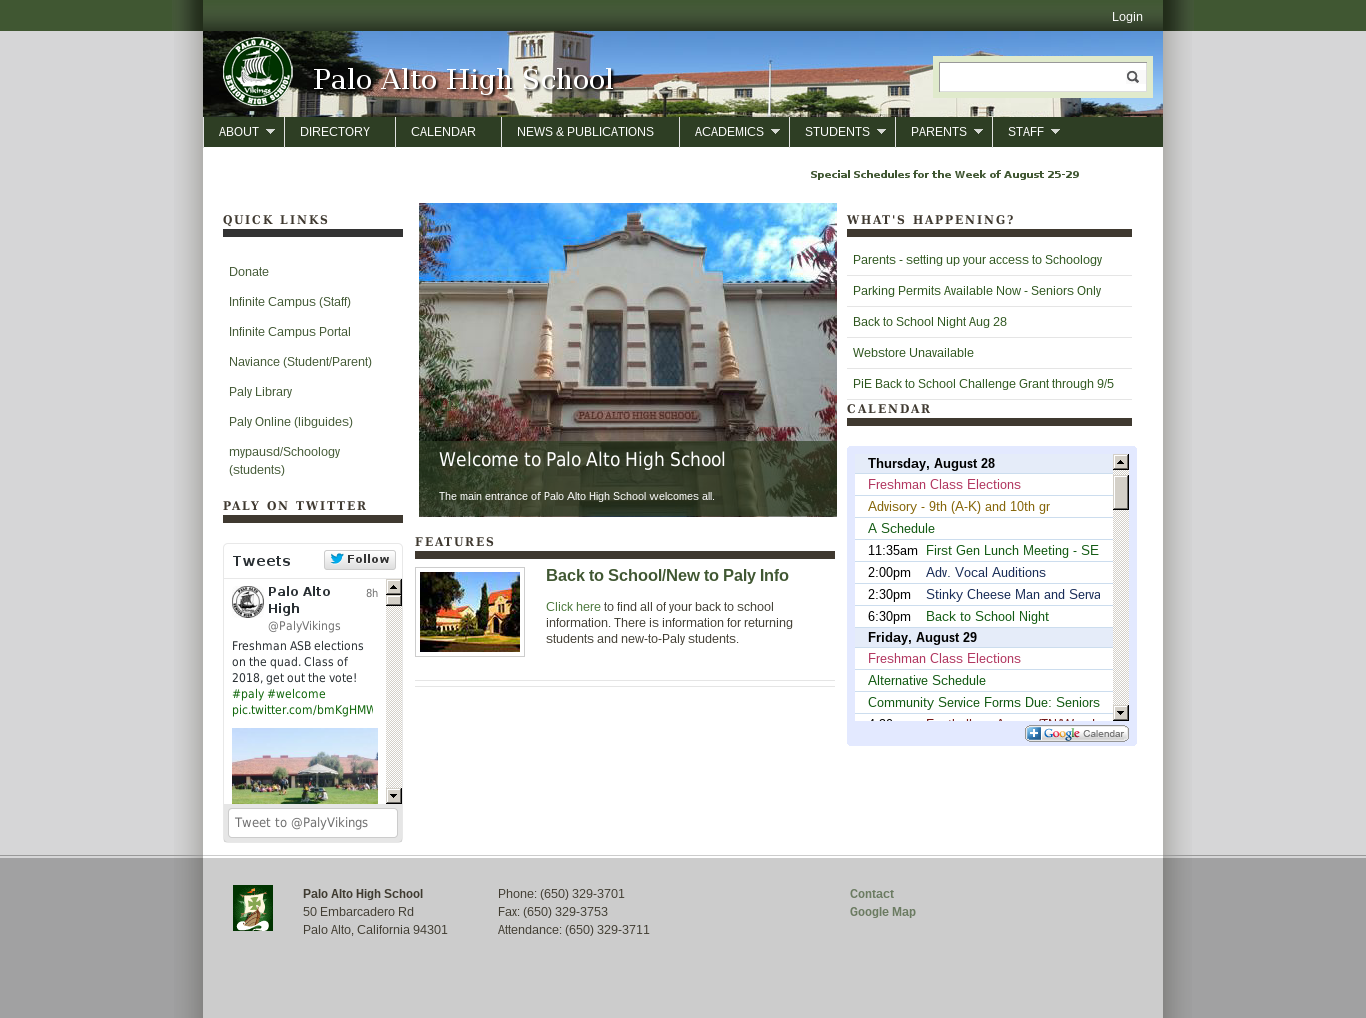 Login
PALO ALTO
Vikings
SENIOR HIGH SCHOOL
Palo Alto High School
ABOUT
DIRECTORY
CALENDAR
NEWS & PUBLICATIONS
ACADEMICS
STUDENTS
PARENTS
STAFF
Special Schedules for the Week of August 25-29
QUICK LINKS
Donate
Infinite Campus (Staff)
Infinite Campus Portal
Naviance (Student/Parent)
Paly Library
Paly Online (libguides)
mypausd/Schoology
(students)
PALY ON TWITTER
Tweets
Follow
Palo Alto
High
8h
@PalyVikings
Freshman ASB elections
on the quad. Class of
2018, get out the vote!
#paly #welcome
pic.twitter.com/bmKgHMW
Tweet to @PalyVikings
PALO ALTO HIGH SCHOOL
Welcome to Palo Alto High School
The main entrance of Palo Alto High School welcomes all.
FEATURES
Back to School/New to Paly Info
Click here to find all of your back to school
information. There is information for returning
students and new-to-Paly students.
WHAT'S HAPPENING?
Parents - setting up your access to Schoology
Parking Permits Available Now - Seniors Only
Back to School Night Aug 28
Webstore Unavailable
PiE Back to School Challenge Grant through 9/5
CALENDAR
Thursday, August 28
Freshman Class Elections
Advisory - 9th (A-K) and 10th gr
A Schedule
11:35am First Gen Lunch Meeting - SE
2:00pm Adv. Vocal Auditions
2:30pm Stinky Cheese Man and Serva
6:30pm Back to School Night
Friday, August 29
Freshman Class Elections
Alternative Schedule
Community Service Forms Due: Seniors
Google Calendar
Palo Alto High School
50 Embarcadero Rd
Palo Alto, California 94301
Phone: (650) 329-3701
Fax: (650) 329-3753
Attendance: (650) 329-3711
Contact
Google Map